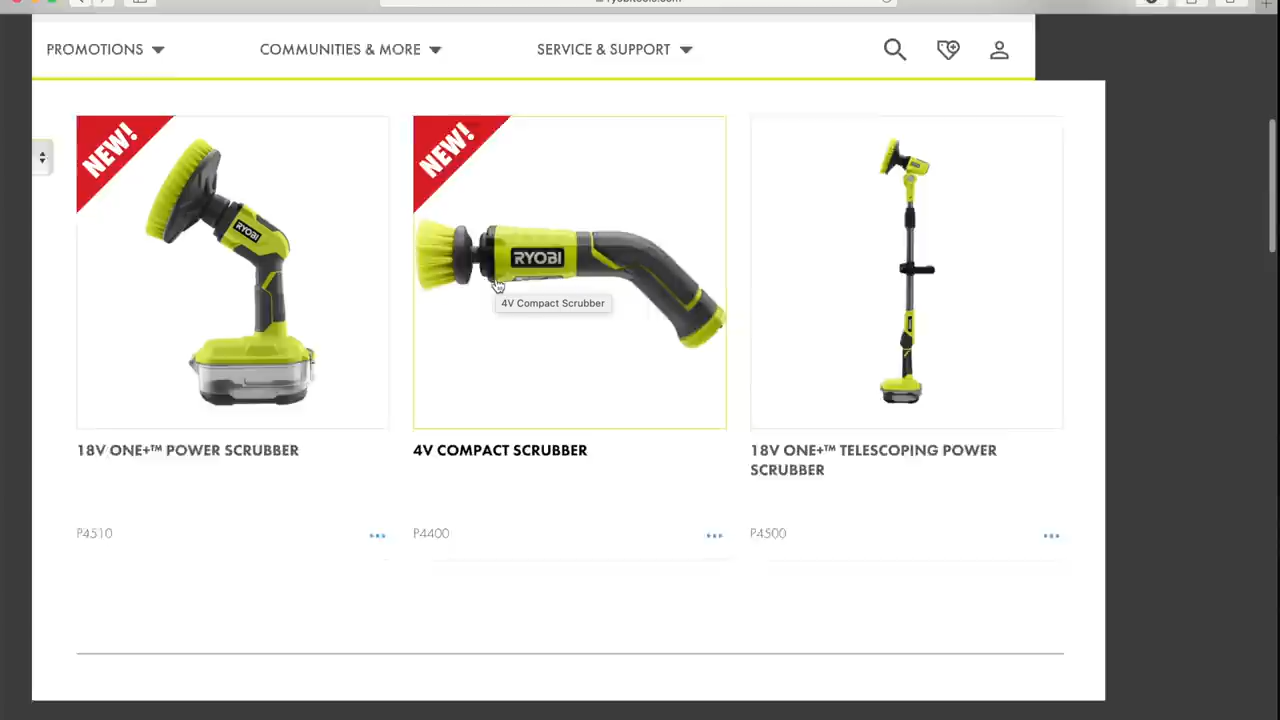 PROMOTIONS
COMMUNITIES & MORE
SERVICE & SUPPORT
NEW!
NEW!
RYOBI
RYOBI
4V Compact Scrubber
18V ONE+™ POWER SCRUBBER
4V COMPACT SCRUBBER
18V ONE+™ TELESCOPING POWER
SCRUBBER
P4510
P4400
P4500